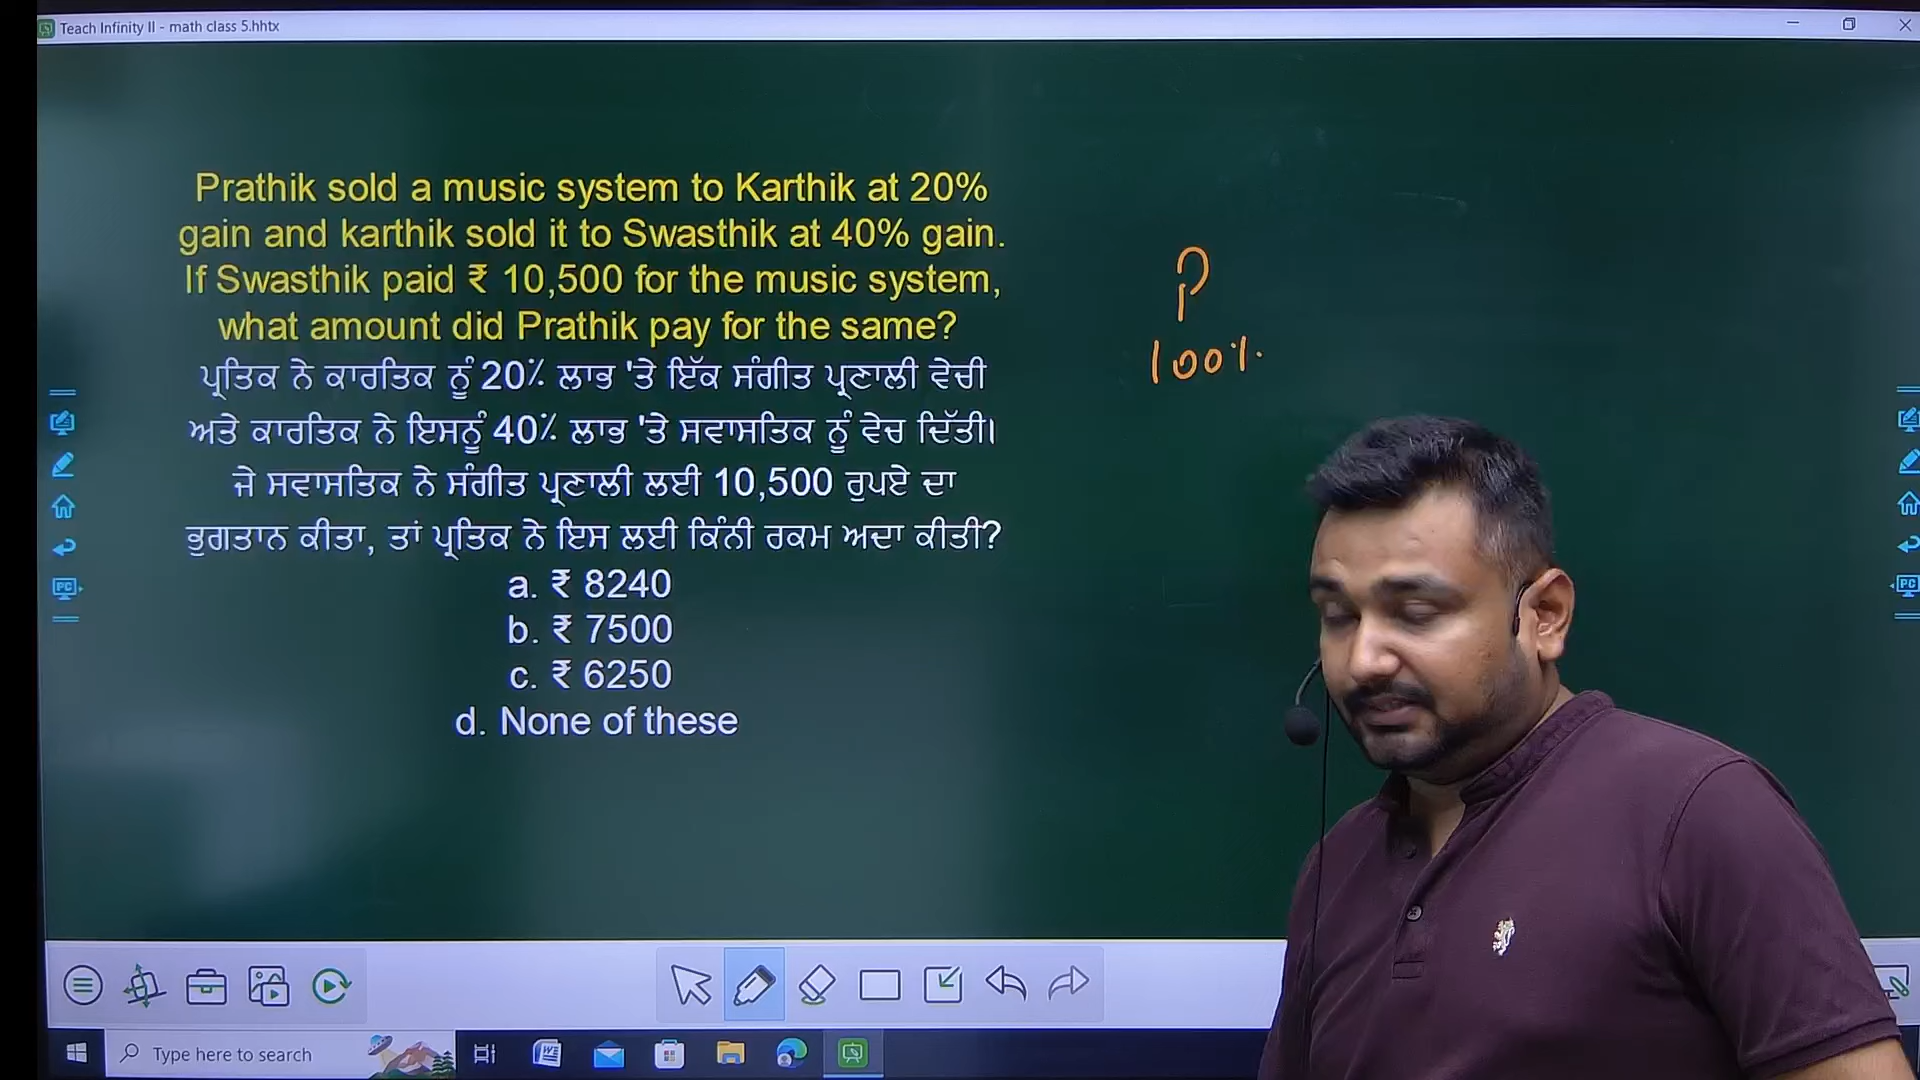 Teach Infinity II - math class 5.hhtx
Prathik sold a music system to Karthik at 20%
gain and karthik sold it to Swasthik at 40% gain.
If Swasthik paid ₹ 10,500 for the music system,
what amount did Prathik pay for the same?
ਪ੍ਰਤਿਕ ਨੇ ਕਾਰਤਿਕ ਨੂੰ 20% ਲਾਭ 'ਤੇ ਇੱਕ ਸੰਗੀਤ ਪ੍ਰਣਾਲੀ ਵੇਚੀ
ਅਤੇ ਕਾਰਤਿਕ ਨੇ ਇਸਨੂੰ 40% ਲਾਭ 'ਤੇ ਸਵਾਸਤਿਕ ਨੂੰ ਵੇਚ ਦਿੱਤੀ।
ਜੇ ਸਵਾਸਤਿਕ ਨੇ ਸੰਗੀਤ ਪ੍ਰਣਾਲੀ ਲਈ 10,500 ਰੁਪਏ ਦਾ
ਭੁਗਤਾਨ ਕੀਤਾ, ਤਾਂ ਪ੍ਰਤਿਕ ਨੇ ਇਸ ਲਈ ਕਿੰਨੀ ਰਕਮ ਅਦਾ ਕੀਤੀ?
a. ₹ 8240
b. ₹ 7500
c. ₹ 6250
d. None of these
P
100%
PC
PC
Type here to search